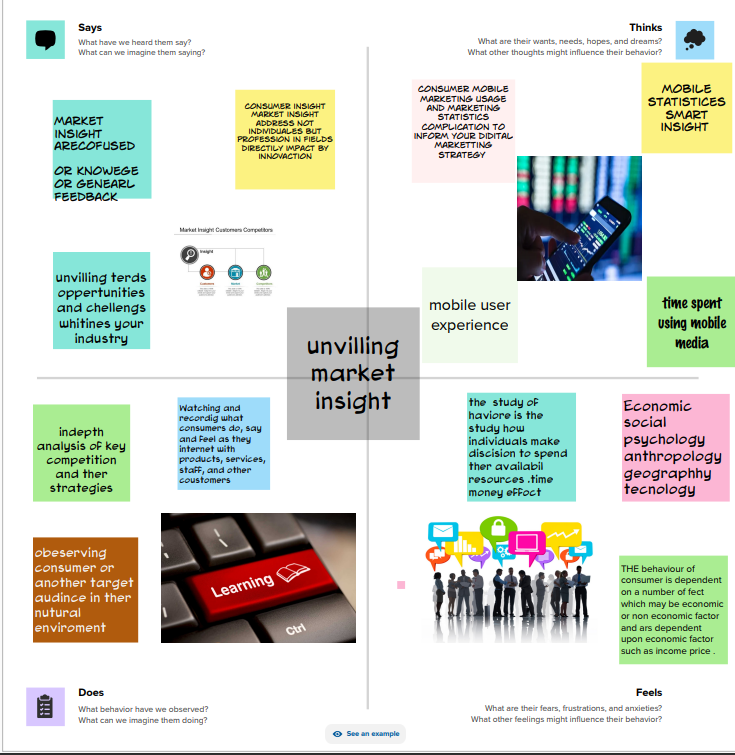 Says
What have we heard them say?
What can we imagine them saying?
Thinks
What are their wants, needs, hopes, and dreams?
What other thoughts might influence their behavior?
MARKET
INSIGHT
ARECOFUSED
OR KNOWEGE
OR GENEARL
FEEDBACK
CONSUMER INSIGHT
MARKET INSIGHT
ADDRESS NOT
INDIVIDUALES BUT
PROFESSION IN FIELDS
DIRECTLLY IMPACT BY
INNOVACTION
CONSUMER MOBILE
MARKETING USAGE
AND MARKETING
STATISTICS
COMPLICATION TO
INFORM YOUR DIDITAL
MARKETTING
STRATEGY
MOBILE
STATISTICES
SMART
INSIGHT
unvilling terds
oppertunities
and chellengs
whitines your
industry
Market Insight Customers Competitors
Insight
mobile user
experience
time spent
using mobile
media
unvilling
market
insight
indepth
analysis of key
competition
and ther
strategies
Watching and
recordig what
consumers do, say
and feel as they
internet with
products, services,
staff, and other
coustomers
the study of
haviore is the
study how
individuals make
discision to spend
ther availabil
resources .time
money effoct
Economic
social
psychology
anthropology
geographhy
tecnology
obeserving
consumer or
another target
audince in ther
nutural
enviroment
Learning
Ctrl
THE behaviour of
consumer is dependent
on a number of fect
which may be economic
or non economic factor
and ars dependent
upon economic factor
such as income price .
Does
What behavior have we observed?
What can we imagine them doing?
Feels
What are their fears, frustrations, and anxieties?
What other feelings might influence their behavior?
See an example